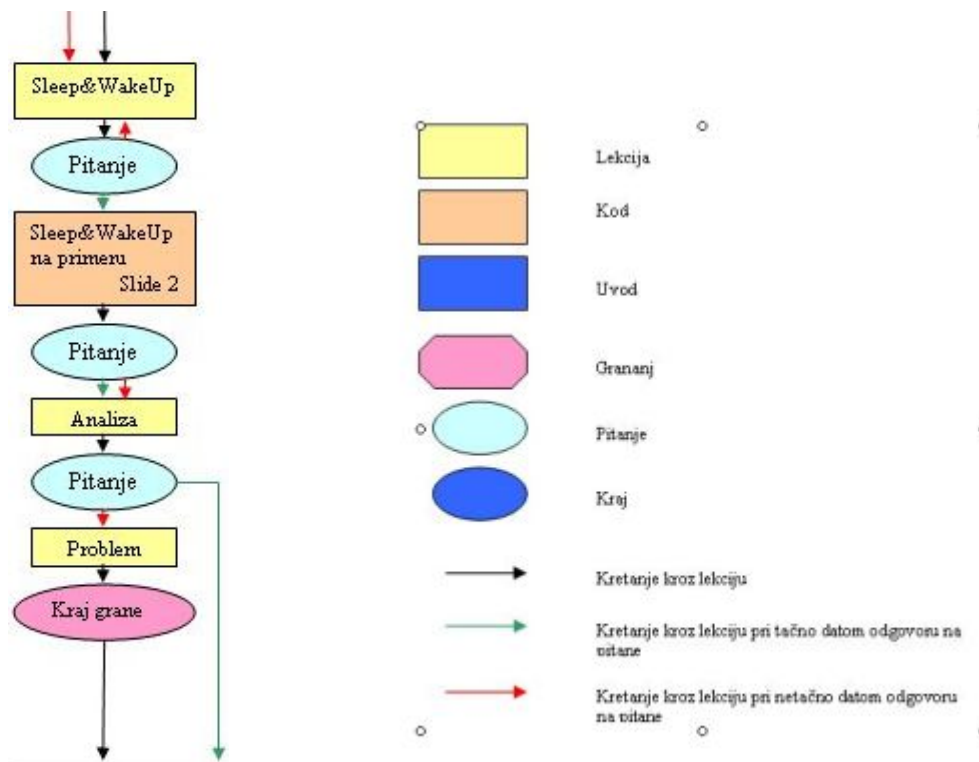 Sleep&WakeUp
Pitanje
Sleep&WakeUp
na primeru
Slide 2
Pitanje
Analiza
Pitanje
Problem
Kraj grane
Lekcija
Kod
Uvod
Grananj
Pitanje
Kraj
Kretanje kroz lekciju
Kretanje kroz lekciju pri tačno datom odgovoru na
pitane
Kretanje kroz lekciju pri netačno datom odgovoru
na pitane